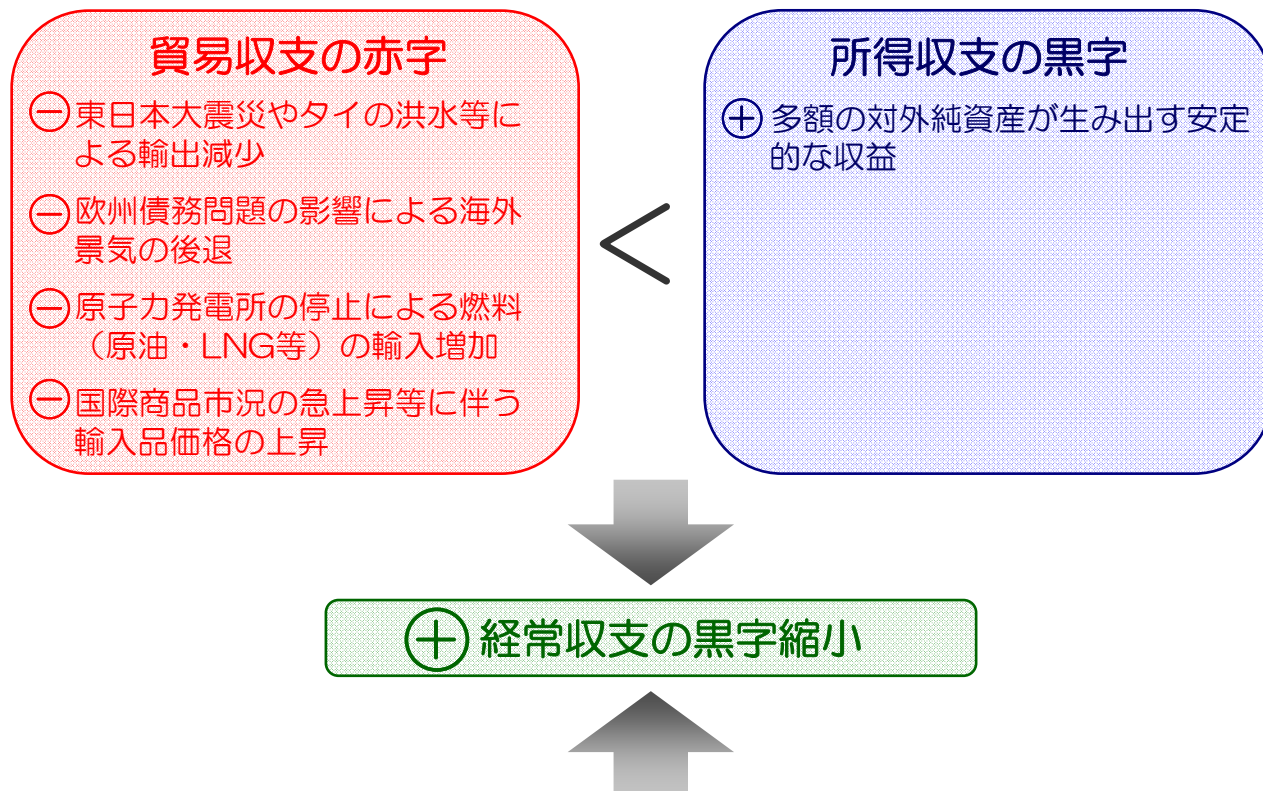 貿易収支の赤字
⊖ 東日本大震災やタイの洪水等に
よる輸出減少
⊖ 欧州債務問題の影響による海外
景気の後退
⊖ 原子力発電所の停止による燃料
（原油・LNG等）の輸入増加
⊖ 国際商品市況の急上昇等に伴う
輸入品価格の上昇
＜
所得収支の黒字
⊕ 多額の対外純資産が生み出す安定
的な収益
⊕ 経常収支の黒字縮小